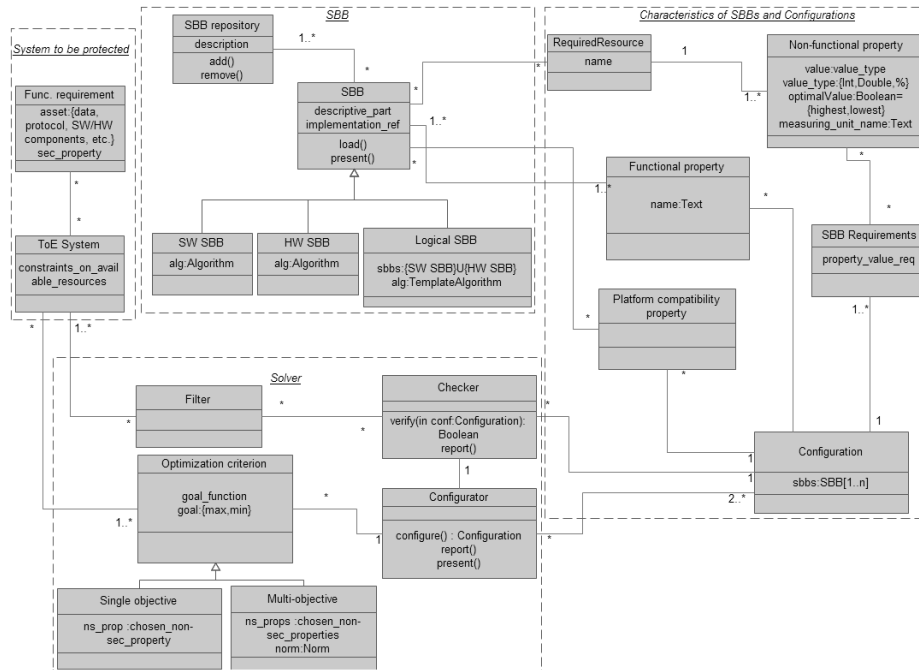 SBB
Characteristics of SBBs and Configurations
System to be protected
SBB repository
description
add()
remove()
1..*
*
SBB
descriptive_part
implementation_ref
load()
present()
*
1..*
*
SW SBB
alg:Algorithm
HW SBB
alg:Algorithm
Logical SBB
sbbs:{SW SBB}U{HW SBB}
alg:TemplateAlgorithm
Func. requirement
asset:{data,
protocol, SW/HW
components, etc.}
sec_property
*
*
ToE System
constraints_on_avail
able_resources
*
1..*
RequiredResource
name
*
1
1..*
Non-functional property
value:value_type
value_type:{Int,Double,%}
optimalValue:Boolean=
{highest,lowest}
measuring_unit_name:Text
*
*
Functional property
name:Text
1..*
*
SBB Requirements
property_value_req
1..*
1
Platform compatibility
property
*
*
1
Configuration
sbbs:SBB[1..n]
1
2..*
Solver
Filter
*
*
*
Checker
verify(in conf:Configuration):
Boolean
report()
*
1
Optimization criterion
goal_function
goal:{max,min}
1..*
*
1
Configurator
configure() : Configuration
report()
present()
*
Single objective
ns_prop :chosen_non-
sec_property
Multi-objective
ns_props :chosen_non-
sec_properties
norm:Norm